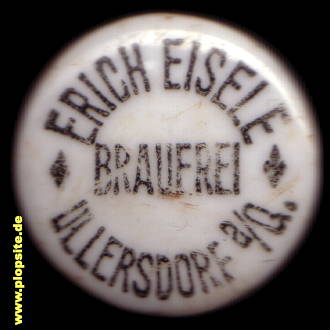 ERICH EISELE
BRAUEREI
ULLERSDORF a/Q.
www.plopsite.de